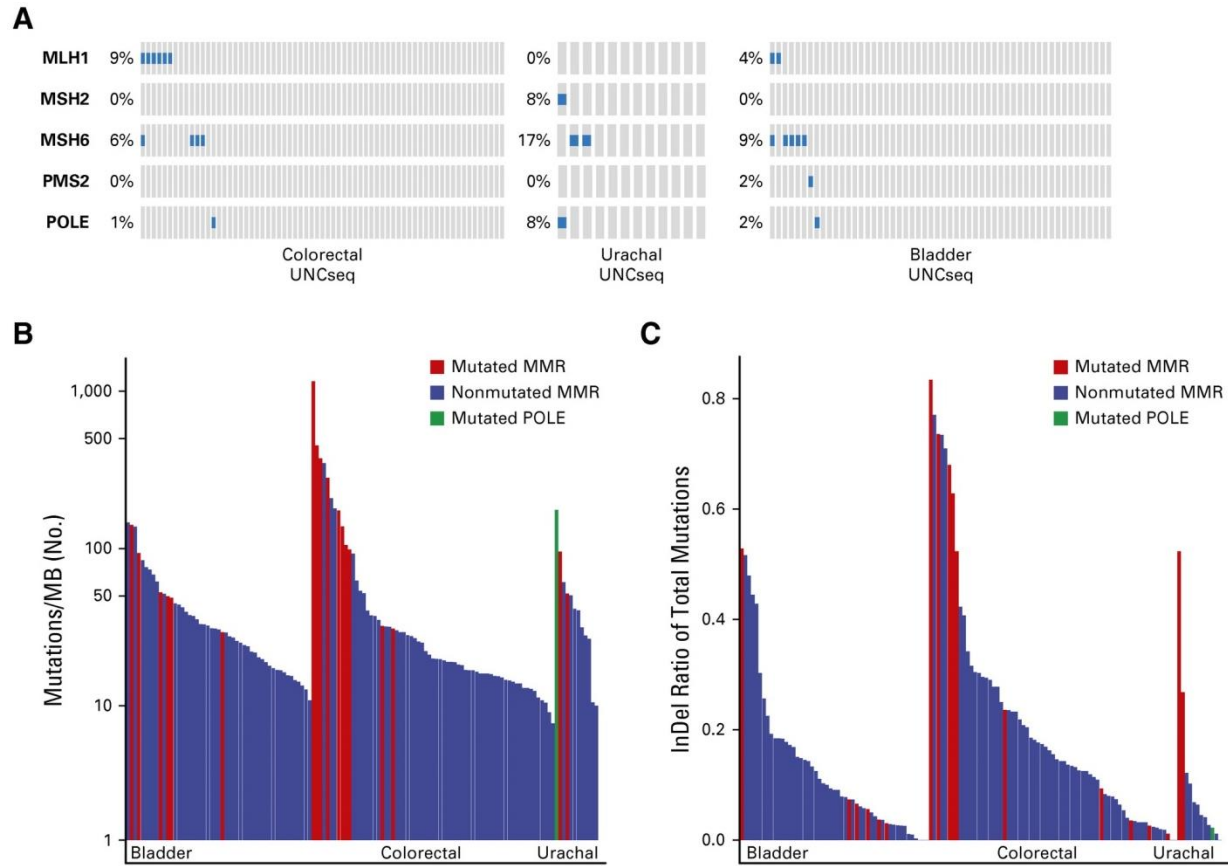 A
MLH1 9% 0% 4%
MSH2 0% 8% 0%
MSH6 6% 17% 9%
PMS2 0% 0% 2%
POLE 1% 8% 2%
Colorectal UNCseq
Urachal UNCseq
Bladder UNCseq
B
Mutated MMR
Nonmutated MMR
Mutated POLE
Mutations/MB (No.)
1,000
500
100
50
10
1
Bladder Colorectal Urachal
C
Mutated MMR
Nonmutated MMR
Mutated POLE
InDel Ratio of Total Mutations
0.8
0.6
0.4
0.2
0.0
Bladder Colorectal Urachal